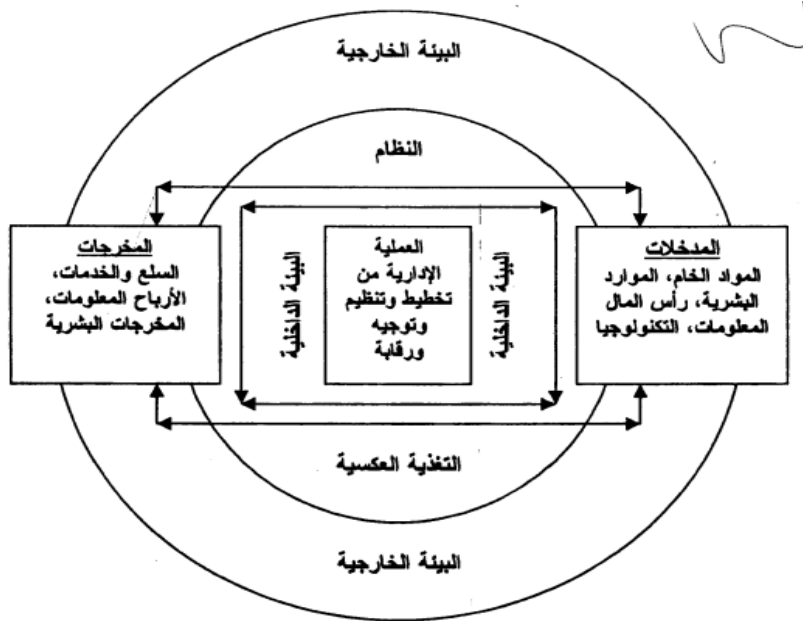 البيئة الخارجية
النظام
المدخلات
المواد الخام، الموارد
البشرية، رأس المال
المعلومات، التكنولوجيا
البيئة الداخلية
العملية
الإدارية من
تخطيط وتنظيم
وتوجيه
ورقابة
البيئة الداخلية
المخرجات
السلع والخدمات،
الأرباح المعلومات،
المخرجات البشرية
التغذية العكسية
البيئة الخارجية